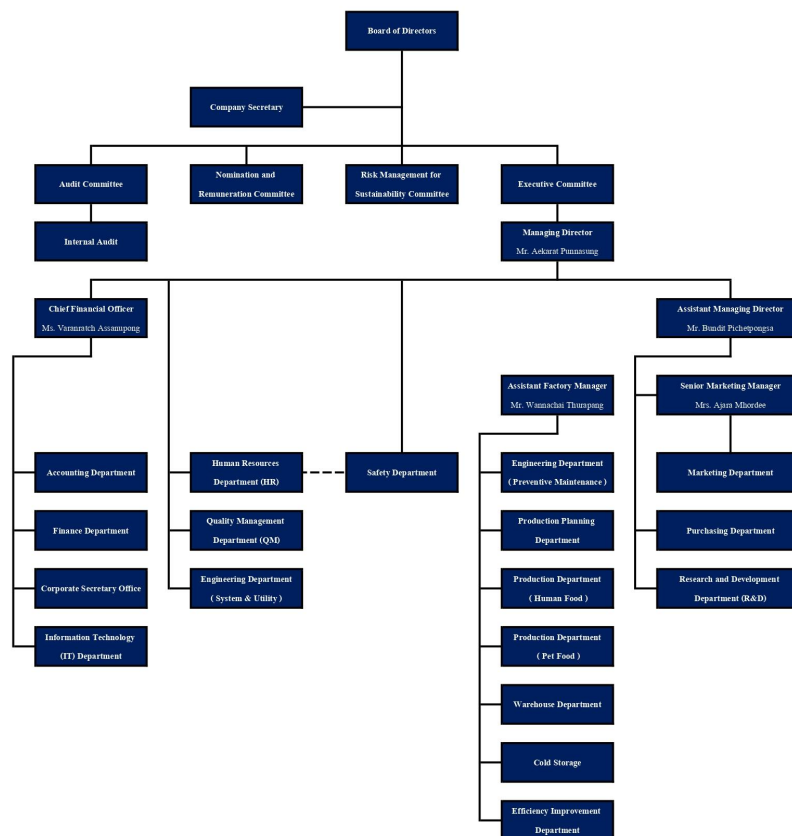 Board of Directors
Company Secretary
Audit Committee
Nomination and
Remuneration Committee
Risk Management for
Sustainability Committee
Executive Committee
Internal Audit
Managing Director
Mr. Aekarat Punnasung
Chief Financial Officer
Ms. Varanratch Assanupong
Assistant Managing Director
Mr. Bundit Pichetpongsa
Assistant Factory Manager
Mr. Wannachai Thurapang
Senior Marketing Manager
Mrs. Ajara Mhordee
Accounting Department
Human Resources
Department (HR)
Safety Department
Engineering Department
( Preventive Maintenance )
Marketing Department
Finance Department
Quality Management
Department (QM)
Production Planning
Department
Purchasing Department
Corporate Secretary Office
Engineering Department
( System & Utility )
Production Department
( Human Food )
Research and Development
Department (R&D)
Information Technology
(IT) Department
Production Department
( Pet Food )
Warehouse Department
Cold Storage
Efficiency Improvement
Department